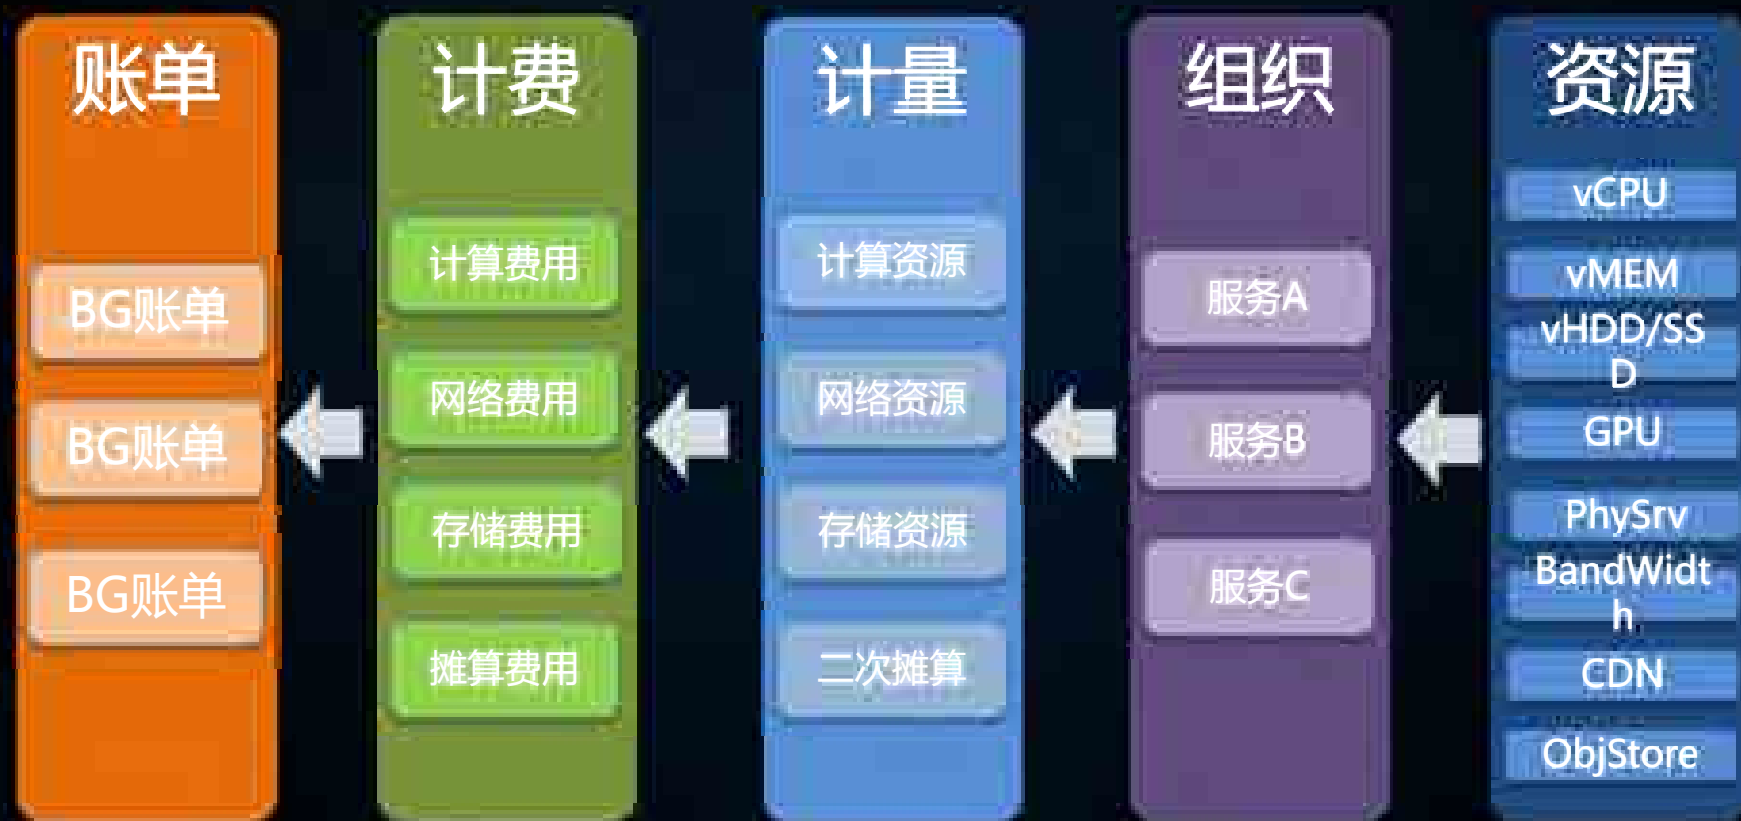 账单
BG账单
BG账单
BG账单
计费
计算费用
网络费用
存储费用
摊算费用
计量
计算资源
网络资源
存储资源
二次摊算
组织
服务A
服务B
服务C
资源
vCPU
vMEM
vHDD/SS
D
GPU
PhySrv
BandWidt
h
CDN
ObjStore